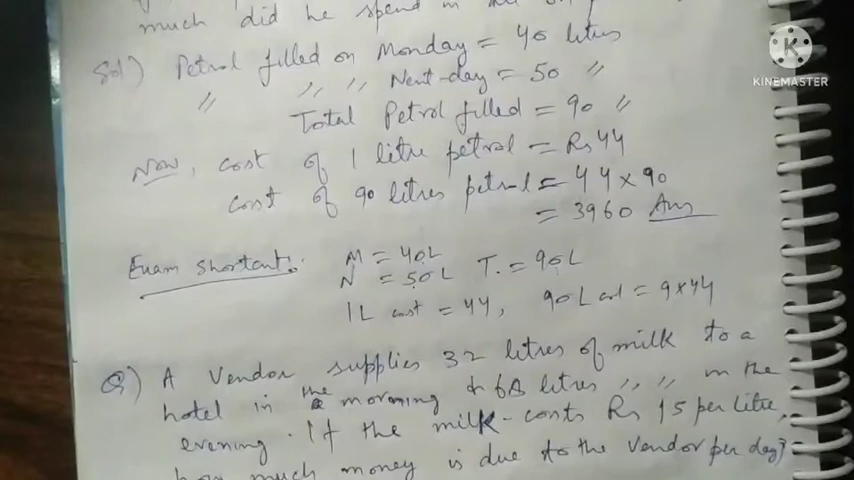 much did he spend in all on
Sol) Petrol filled on Monday = 40 litres
〃 〃 〃 Next-day = 50 〃
Total Petrol filled = 90 〃
Now, cost of 1 litre petrol = Rs 44
cost of 90 litres petrol = 44 x 90
= 3960 Ans
Exam Shortcut:
M = 40L
N = 50L T. = 90L
1L cost = 44, 90L cost = 9x44
Q) A Vendor supplies 32 litres of milk to a
hotel in the morning & 68 litres 〃 〃 in the
evening. If the milk costs Rs 15 per litre,
how much money is due to the vendor per day?
KINEMASTER